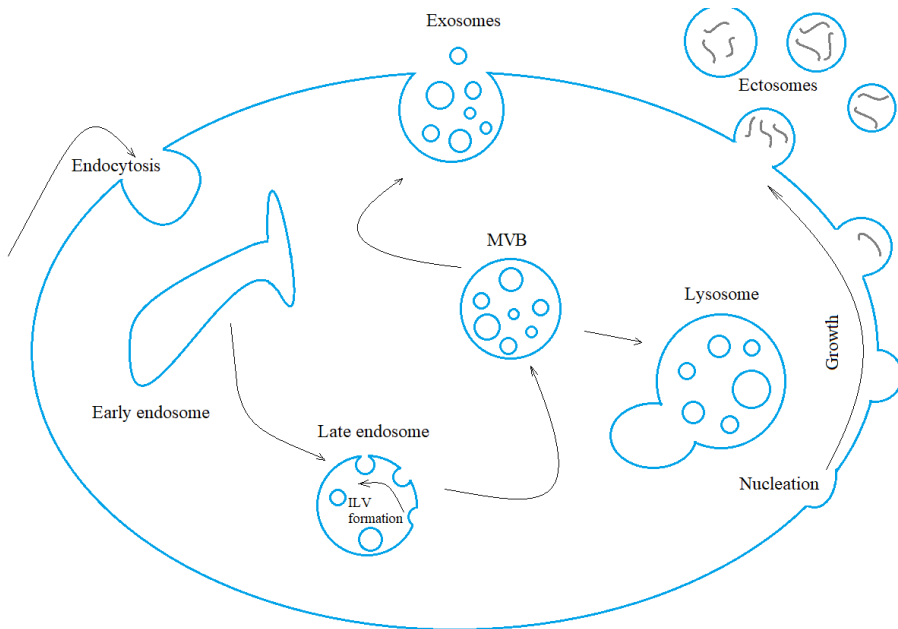 Exosomes
Ectosomes
Endocytosis
MVB
Lysosome
Growth
Early endosome
Late endosome
ILV
formation
Nucleation